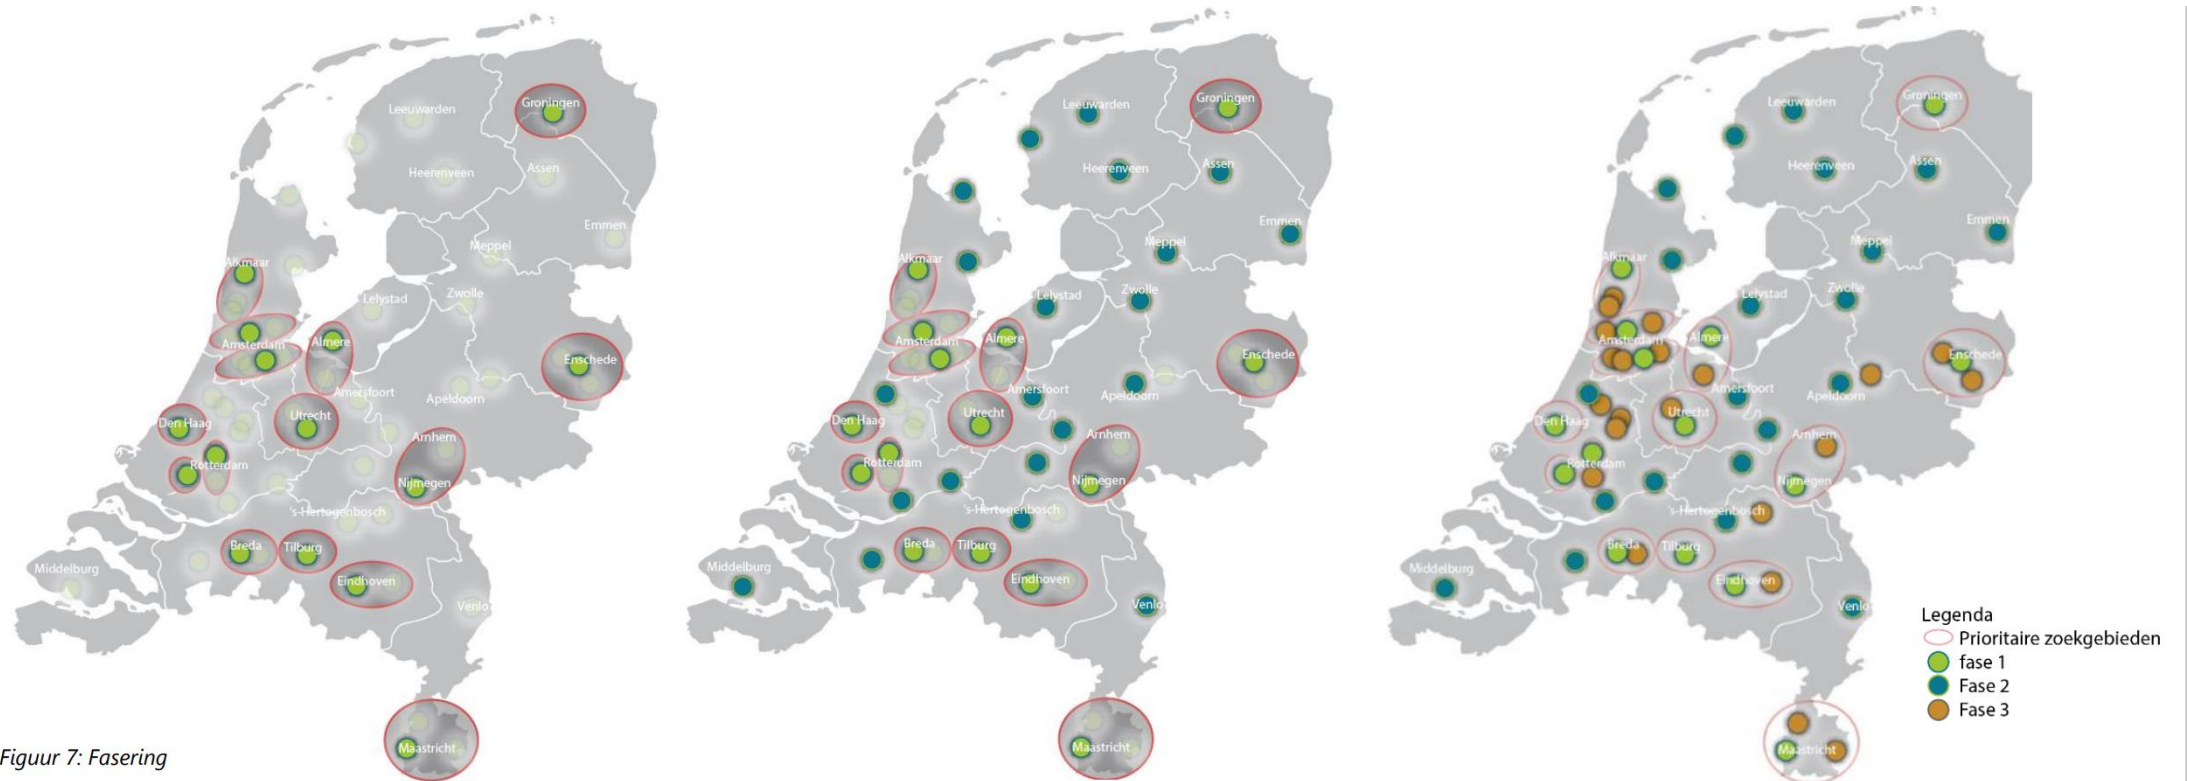 Leeuwarden
Groningen
Heerenveen
Assen
Emmen
Meppel
Alkmaar
Lelystad
Zwolle
Amsterdam
Almere
Enschede
Amersfoort
Apeldoorn
Den Haag
Utrecht
Arnhem
Rotterdam
Nijmegen
's-Hertogenbosch
Breda
Tilburg
Eindhoven
Middelburg
Venlo
Maastricht
Leeuwarden
Groningen
Heerenveen
Assen
Emmen
Meppel
Alkmaar
Lelystad
Zwolle
Amsterdam
Almere
Enschede
Amersfoort
Apeldoorn
Den Haag
Utrecht
Arnhem
Rotterdam
Nijmegen
's-Hertogenbosch
Breda
Tilburg
Eindhoven
Middelburg
Venlo
Maastricht
Leeuwarden
Groningen
Heerenveen
Assen
Emmen
Meppel
Alkmaar
Lelystad
Zwolle
Amsterdam
Almere
Enschede
Amersfoort
Apeldoorn
Den Haag
Utrecht
Arnhem
Rotterdam
Nijmegen
's-Hertogenbosch
Breda
Tilburg
Eindhoven
Middelburg
Venlo
Maastricht
Legenda
Prioritaire zoekgebieden
fase 1
Fase 2
Fase 3
Figuur 7: Fasering